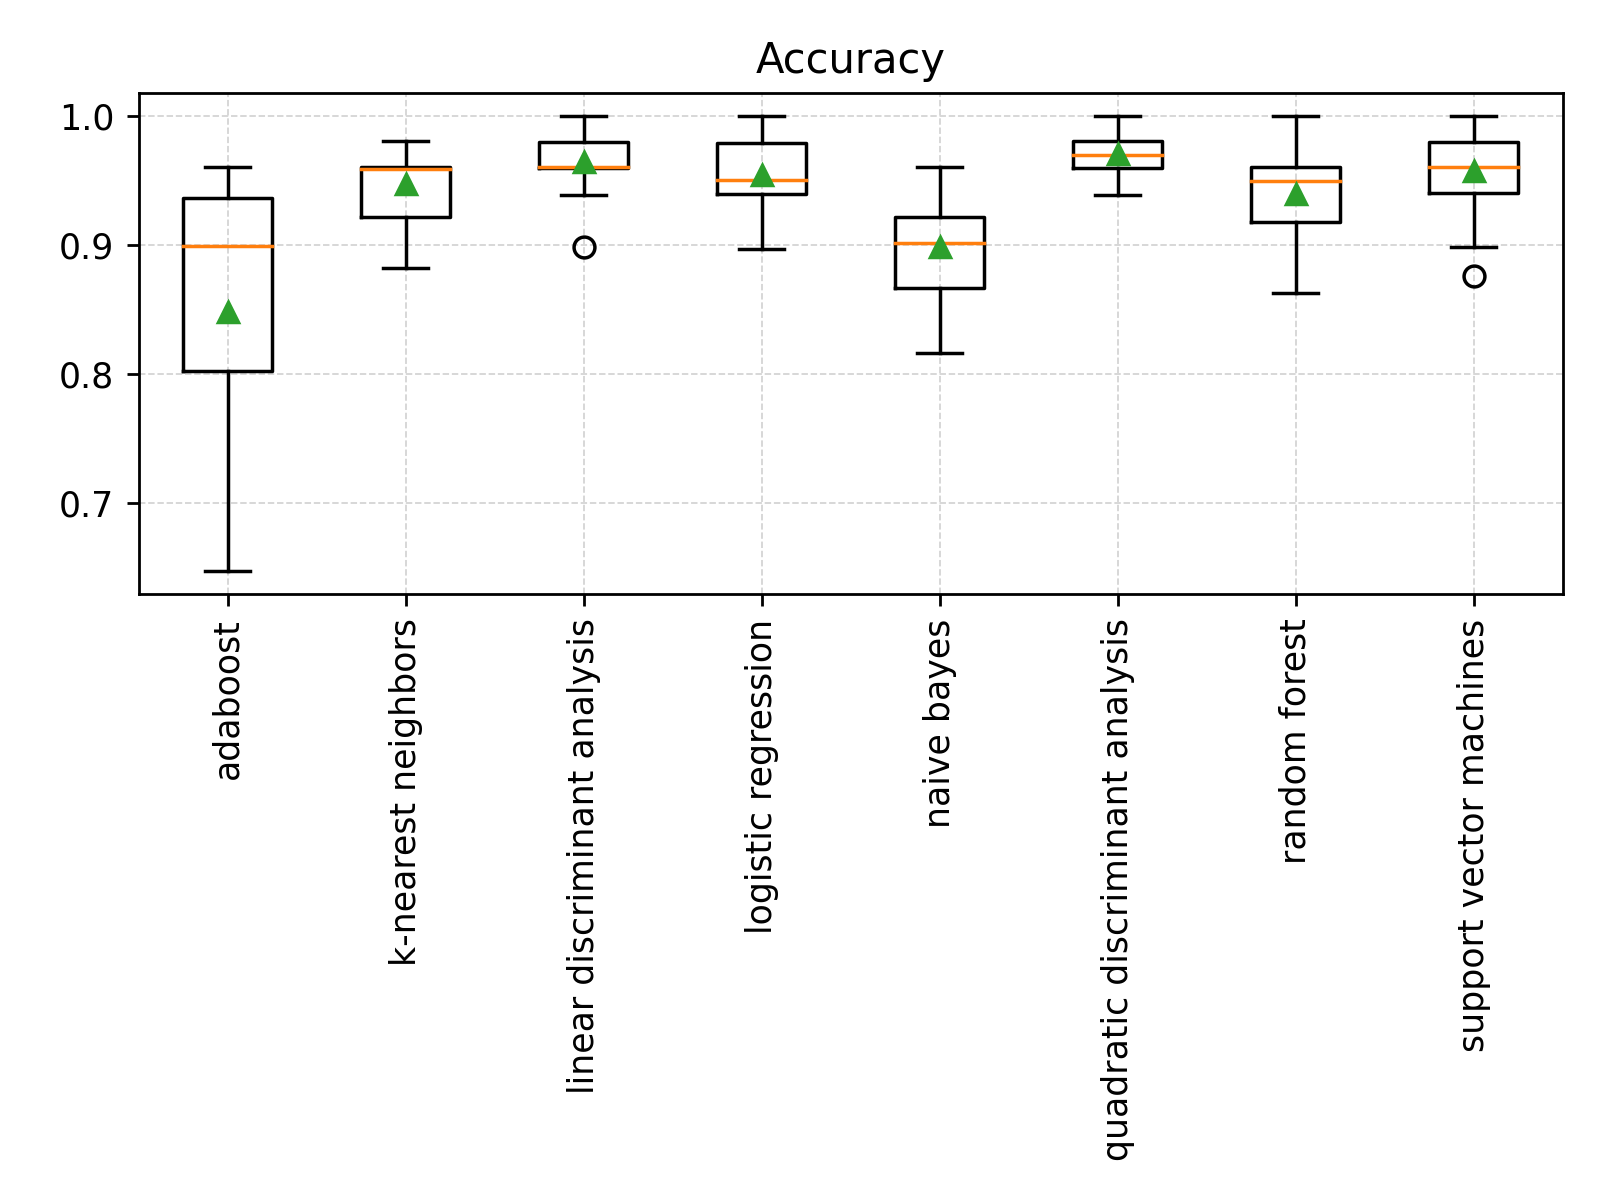 Accuracy
1.0
0.9
0.8
0.7
adaboost
k-nearest neighbors
linear discriminant analysis
logistic regression
naive bayes
quadratic discriminant analysis
random forest
support vector machines